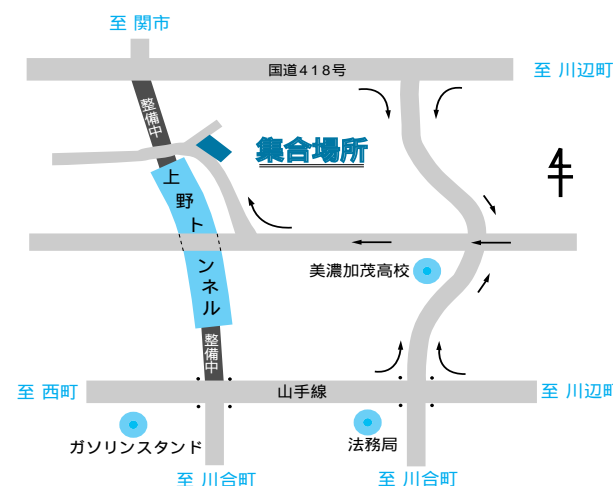 至 関市
国道418号
至 川辺町
整備中
集合場所
上野トンネル
美濃加茂高校
整備中
至 西町
山手線
至 川辺町
ガソリンスタンド
法務局
至 川合町
至 川合町